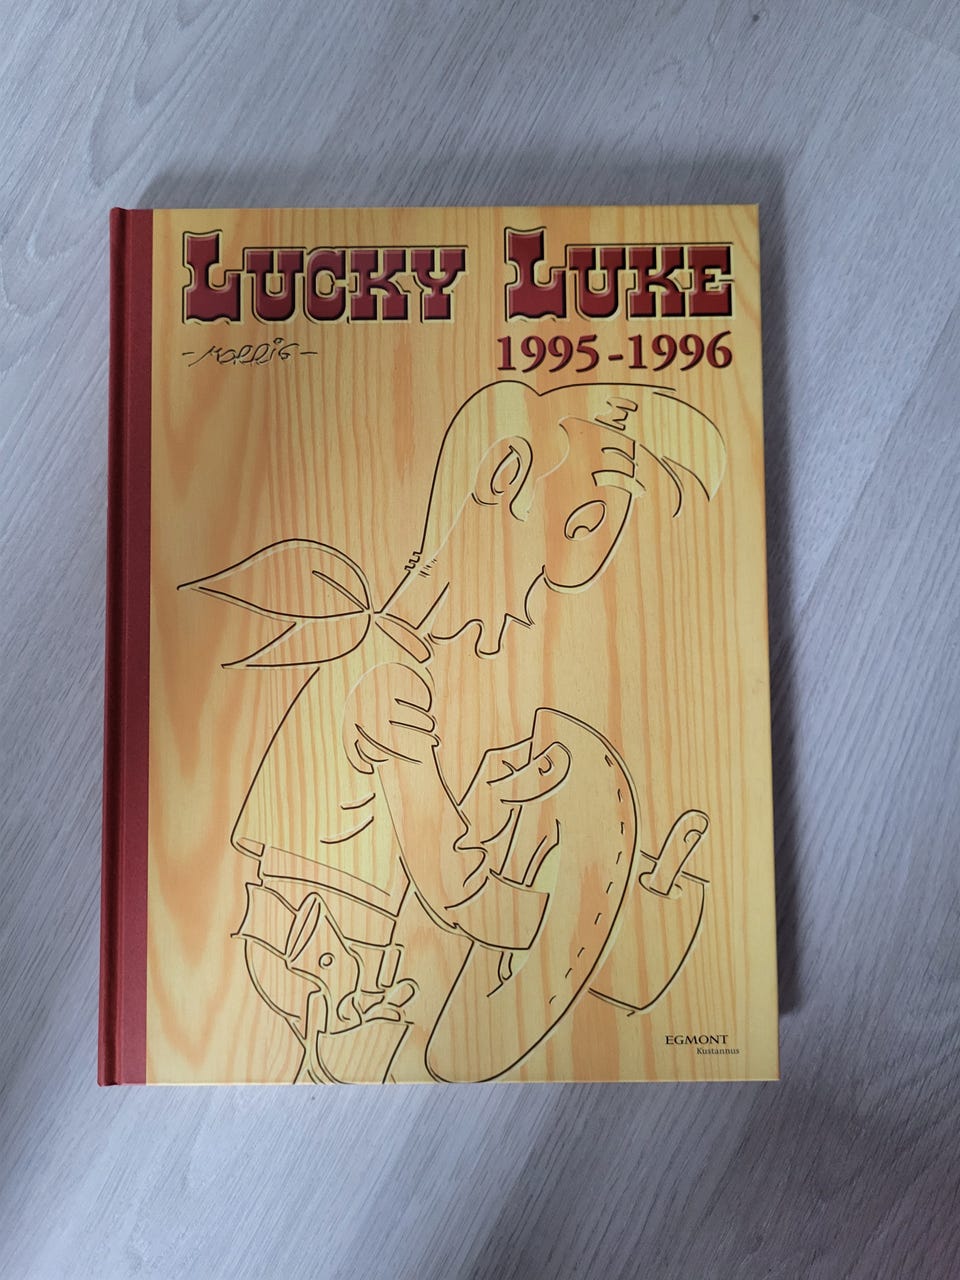 LUCKY LUKE
-Morris-
1995-1996
EGMONT
Kustannus